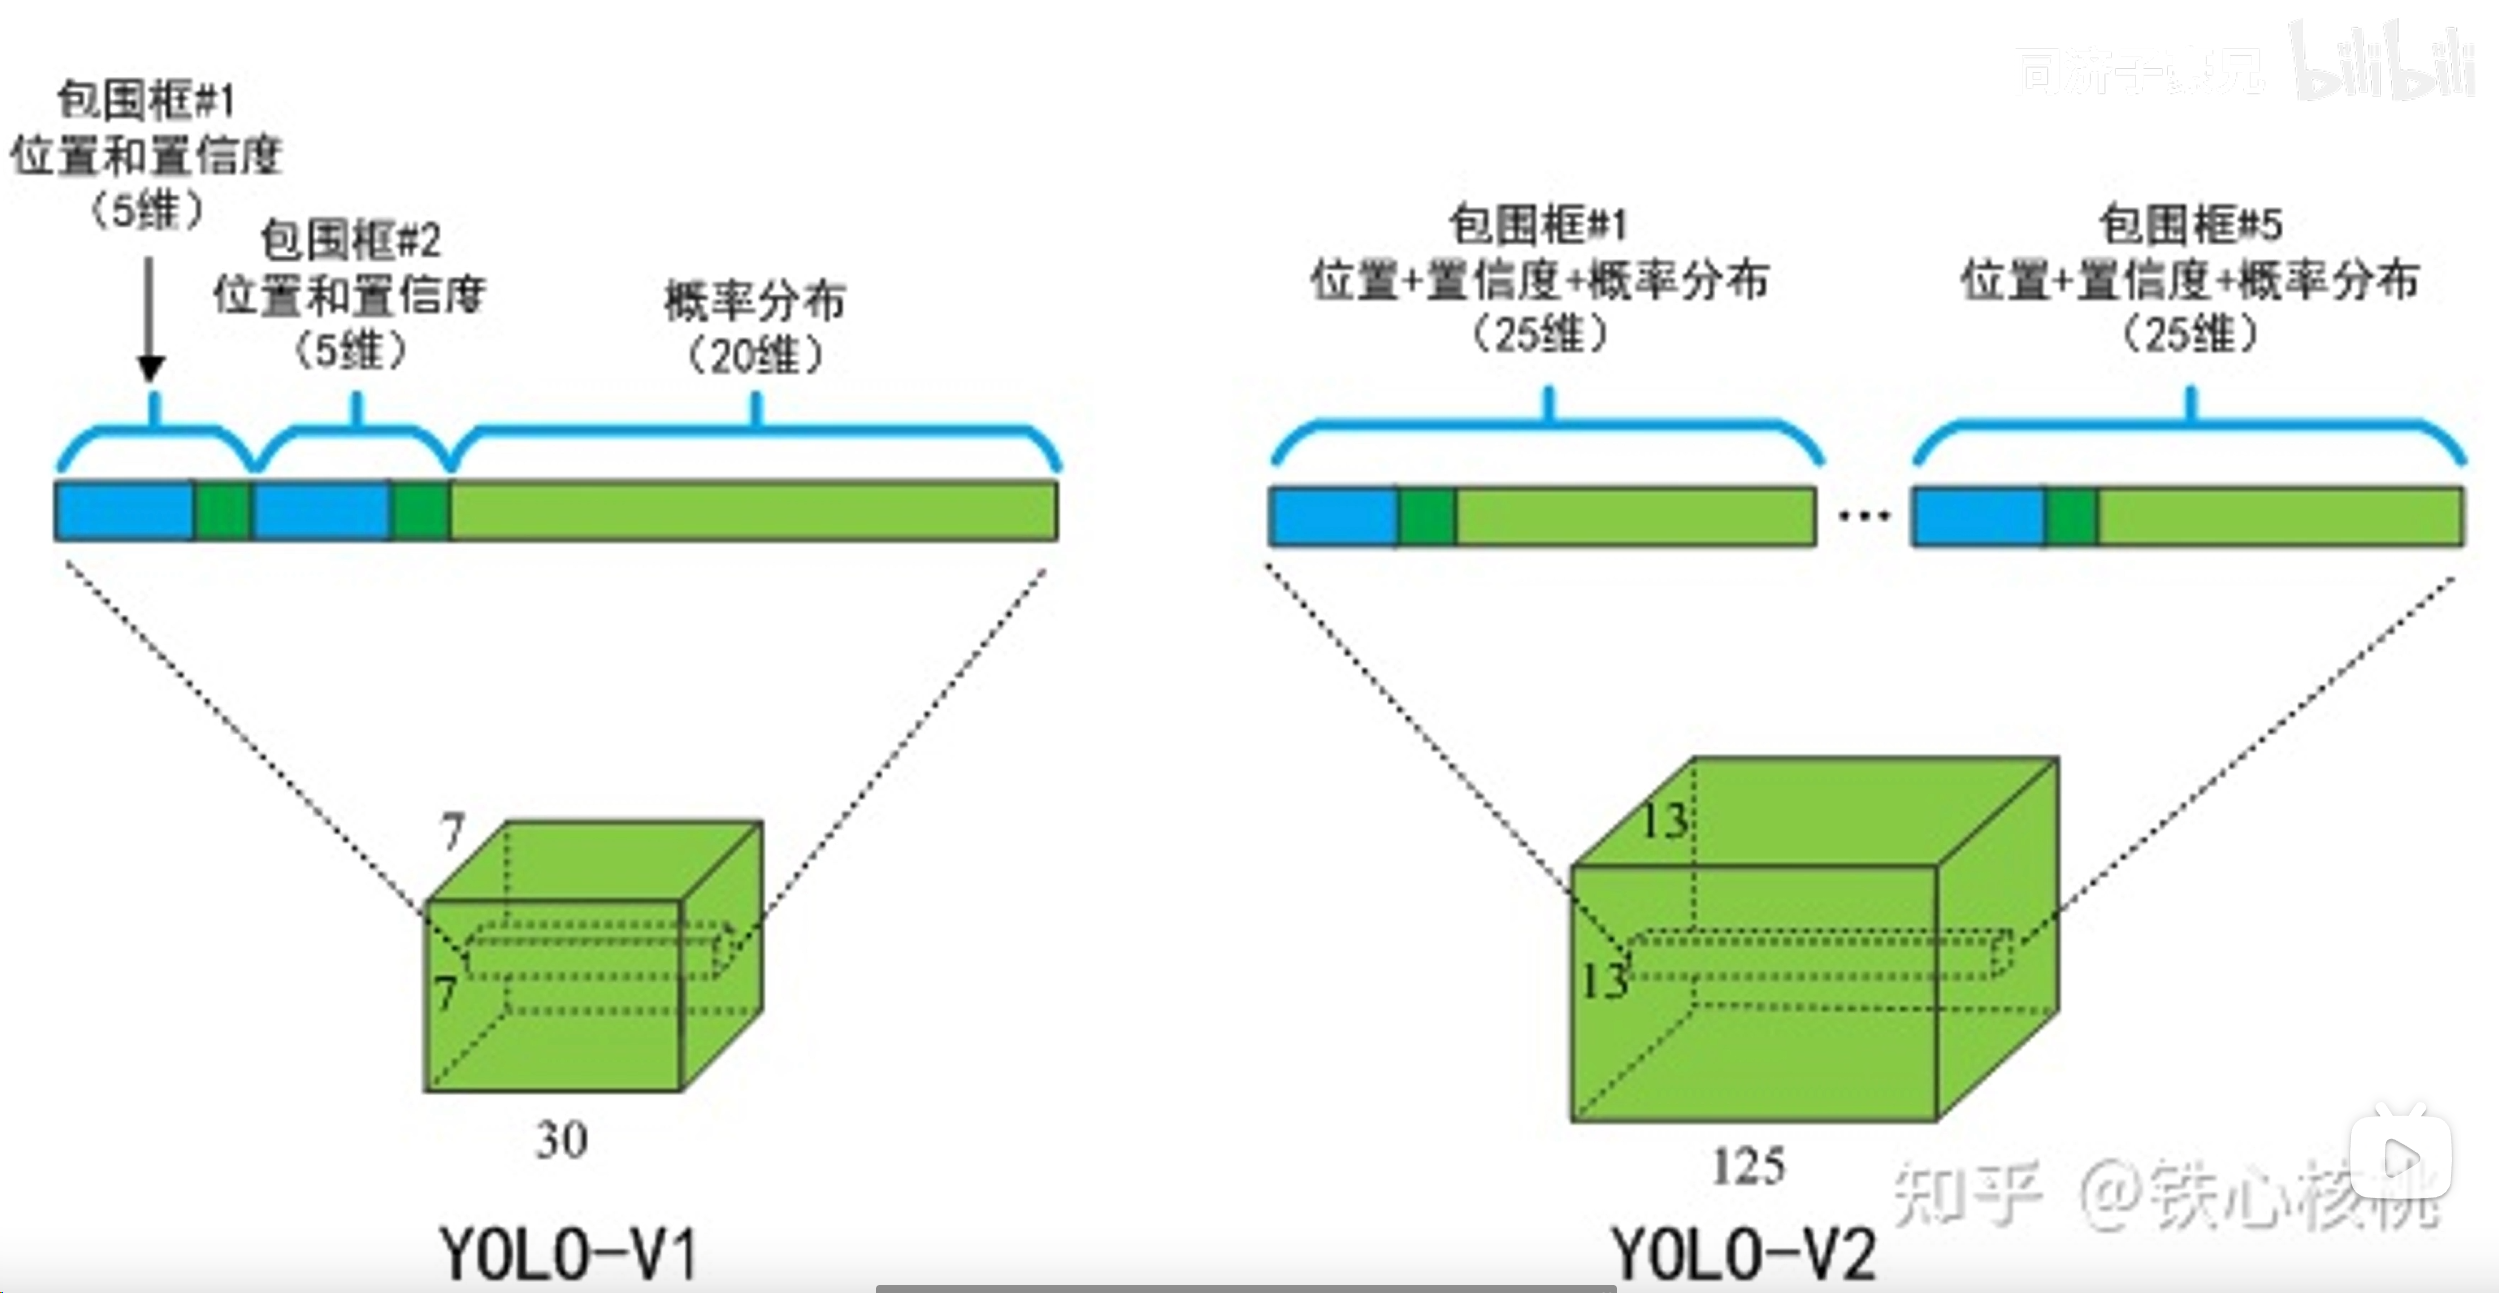 bilibili
包围框#1
位置和置信度
（5维）
包围框#2
位置和置信度
（5维）
概率分布
（20维）
包围框#1
位置+置信度+概率分布
（25维）
包围框#5
位置+置信度+概率分布
（25维）
...
7
7
30
YOLO-V1
13
13
125
YOLO-V2
知乎 @铁心核桃